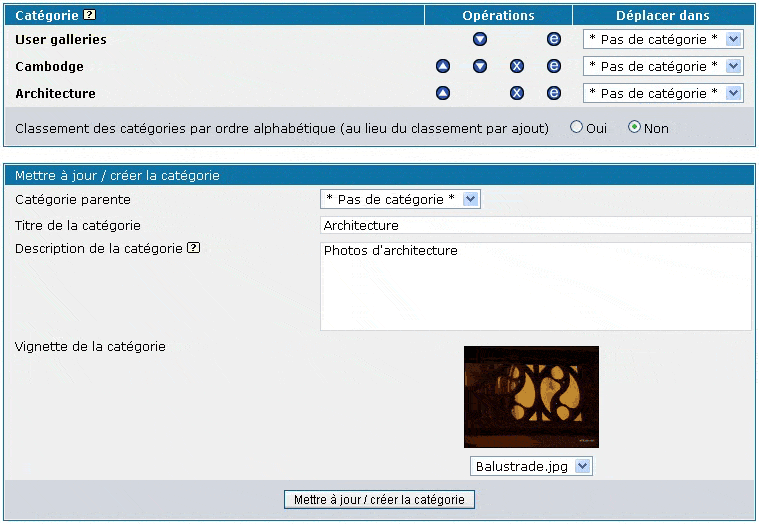 Catégorie ? Opérations Déplacer dans
User galleries e * Pas de catégorie *
Cambodge x e * Pas de catégorie *
Architecture x e * Pas de catégorie *
Classement des catégories par ordre alphabétique (au lieu du classement par ajout) Oui Non
Mettre à jour / créer la catégorie
Catégorie parente * Pas de catégorie *
Titre de la catégorie Architecture
Description de la catégorie ? Photos d'architecture
Vignette de la catégorie
Balustrade.jpg
Mettre à jour / créer la catégorie